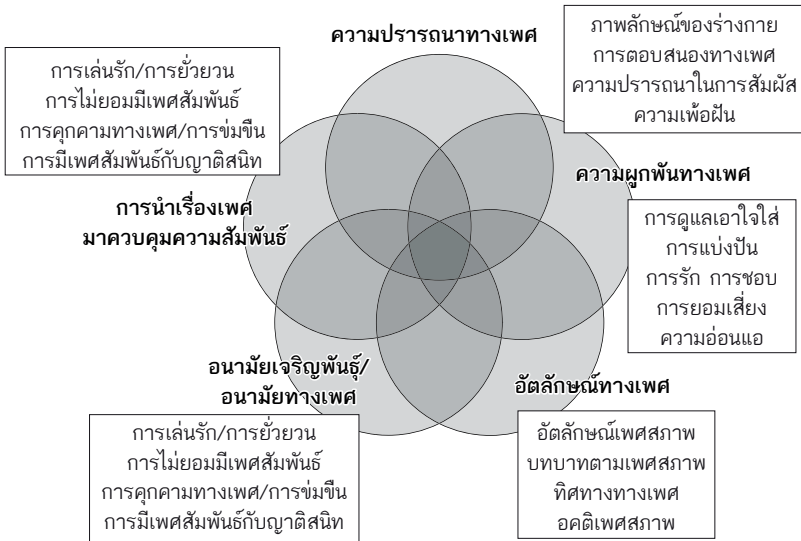 ความปรารถนาทางเพศ
ภาพลักษณ์ของร่างกาย
การตอบสนองทางเพศ
ความปรารถนาในการสัมผัส
ความเพ้อฝัน
การเล่นรัก/การยั่วยวน
การไม่ยอมมีเพศสัมพันธ์
การคุกคามทางเพศ/การข่มขืน
การมีเพศสัมพันธ์กับญาติสนิท
ความผูกพันทางเพศ
การนำเรื่องเพศ
มาควบคุมความสัมพันธ์
การดูแลเอาใจใส่
การแบ่งปัน
การรัก การชอบ
การยอมเสี่ยง
ความอ่อนแอ
อนามัยเจริญพันธุ์/
อนามัยทางเพศ
อัตลักษณ์ทางเพศ
การเล่นรัก/การยั่วยวน
การไม่ยอมมีเพศสัมพันธ์
การคุกคามทางเพศ/การข่มขืน
การมีเพศสัมพันธ์กับญาติสนิท
อัตลักษณ์เพศสภาพ
บทบาทตามเพศสภาพ
ทิศทางทางเพศ
อคติเพศสภาพ